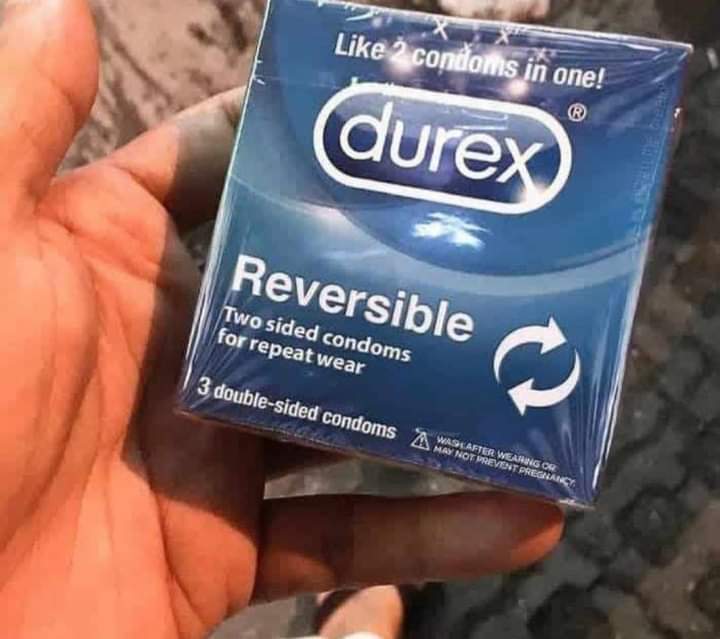 Like 2 condoms in one!
durex®
Reversible
Two sided condoms
for repeat wear
3 double-sided condoms
WASH AFTER WEARING OR
MAY NOT PREVENT PREGNANCY.